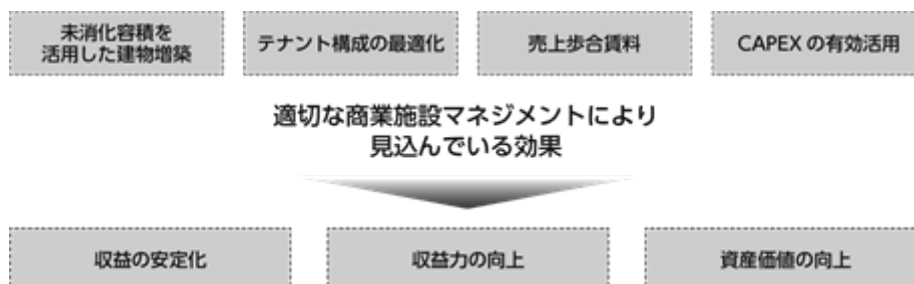 未消化容積を
活用した建物増築
テナント構成の最適化
売上歩合賃料
CAPEX の有効活用
適切な商業施設マネジメントにより
見込んでいる効果
収益の安定化
収益力の向上
資産価値の向上